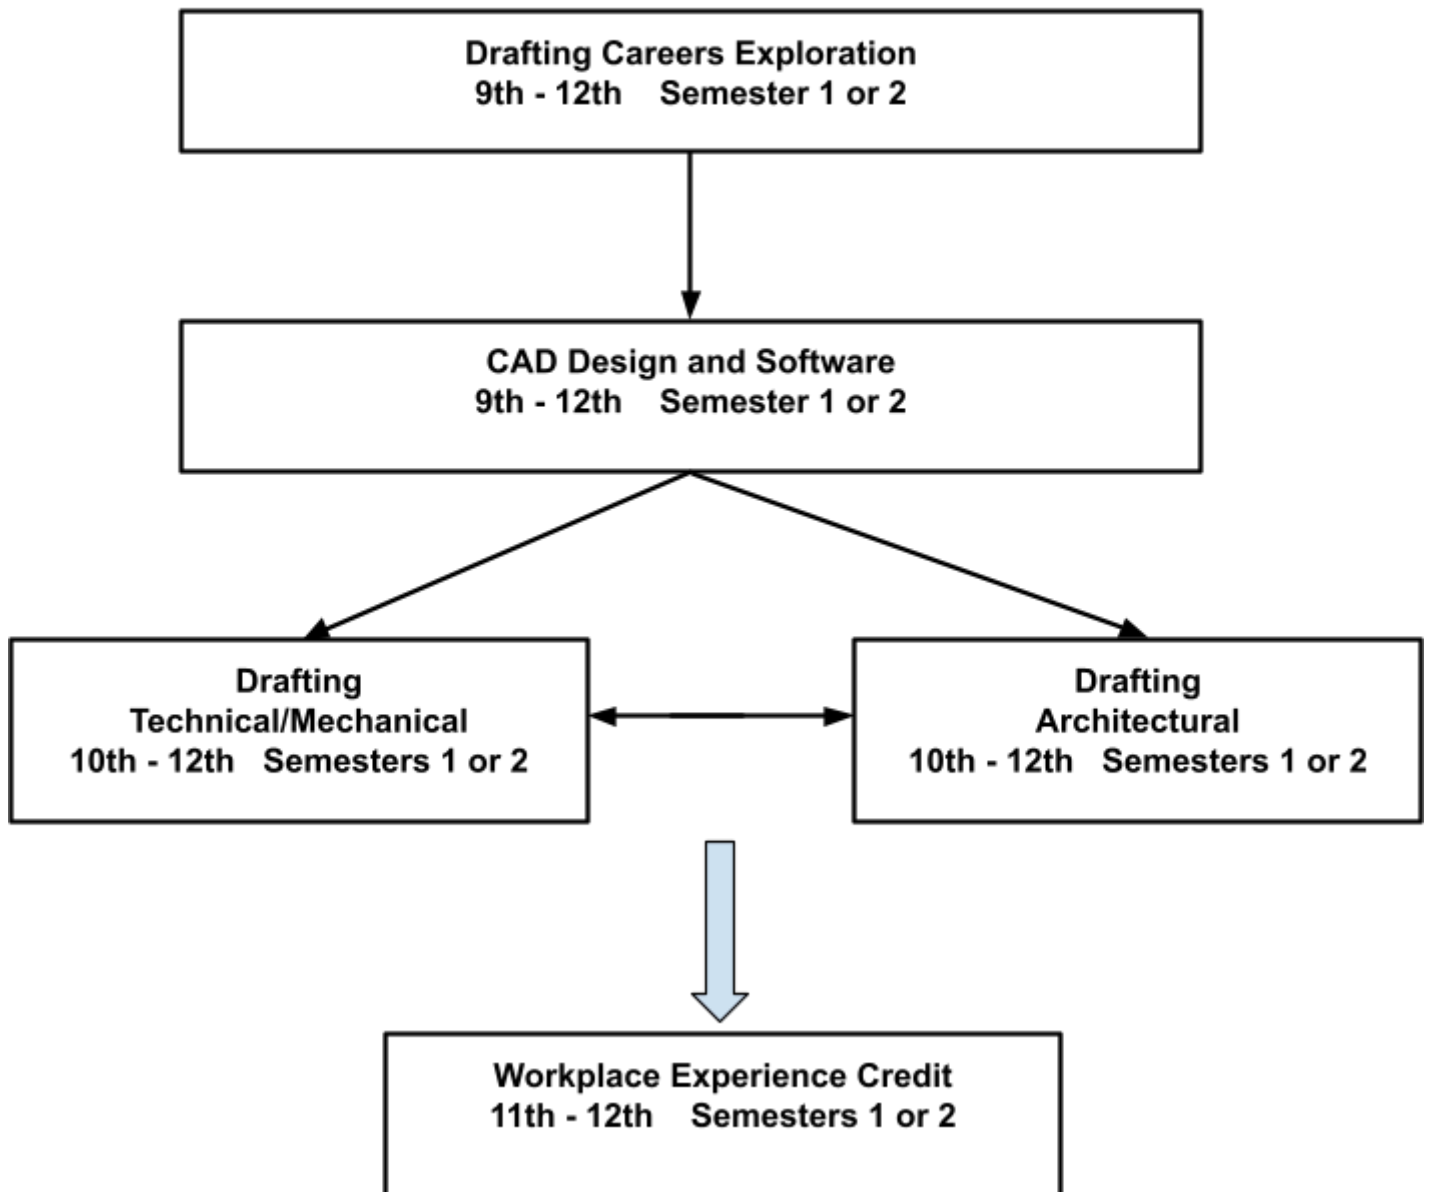 Drafting Careers Exploration
9th - 12th    Semester 1 or 2
CAD Design and Software
9th - 12th    Semester 1 or 2
Drafting
Technical/Mechanical
10th - 12th   Semesters 1 or 2
Drafting
Architectural
10th - 12th   Semesters 1 or 2
Workplace Experience Credit
11th - 12th    Semesters 1 or 2